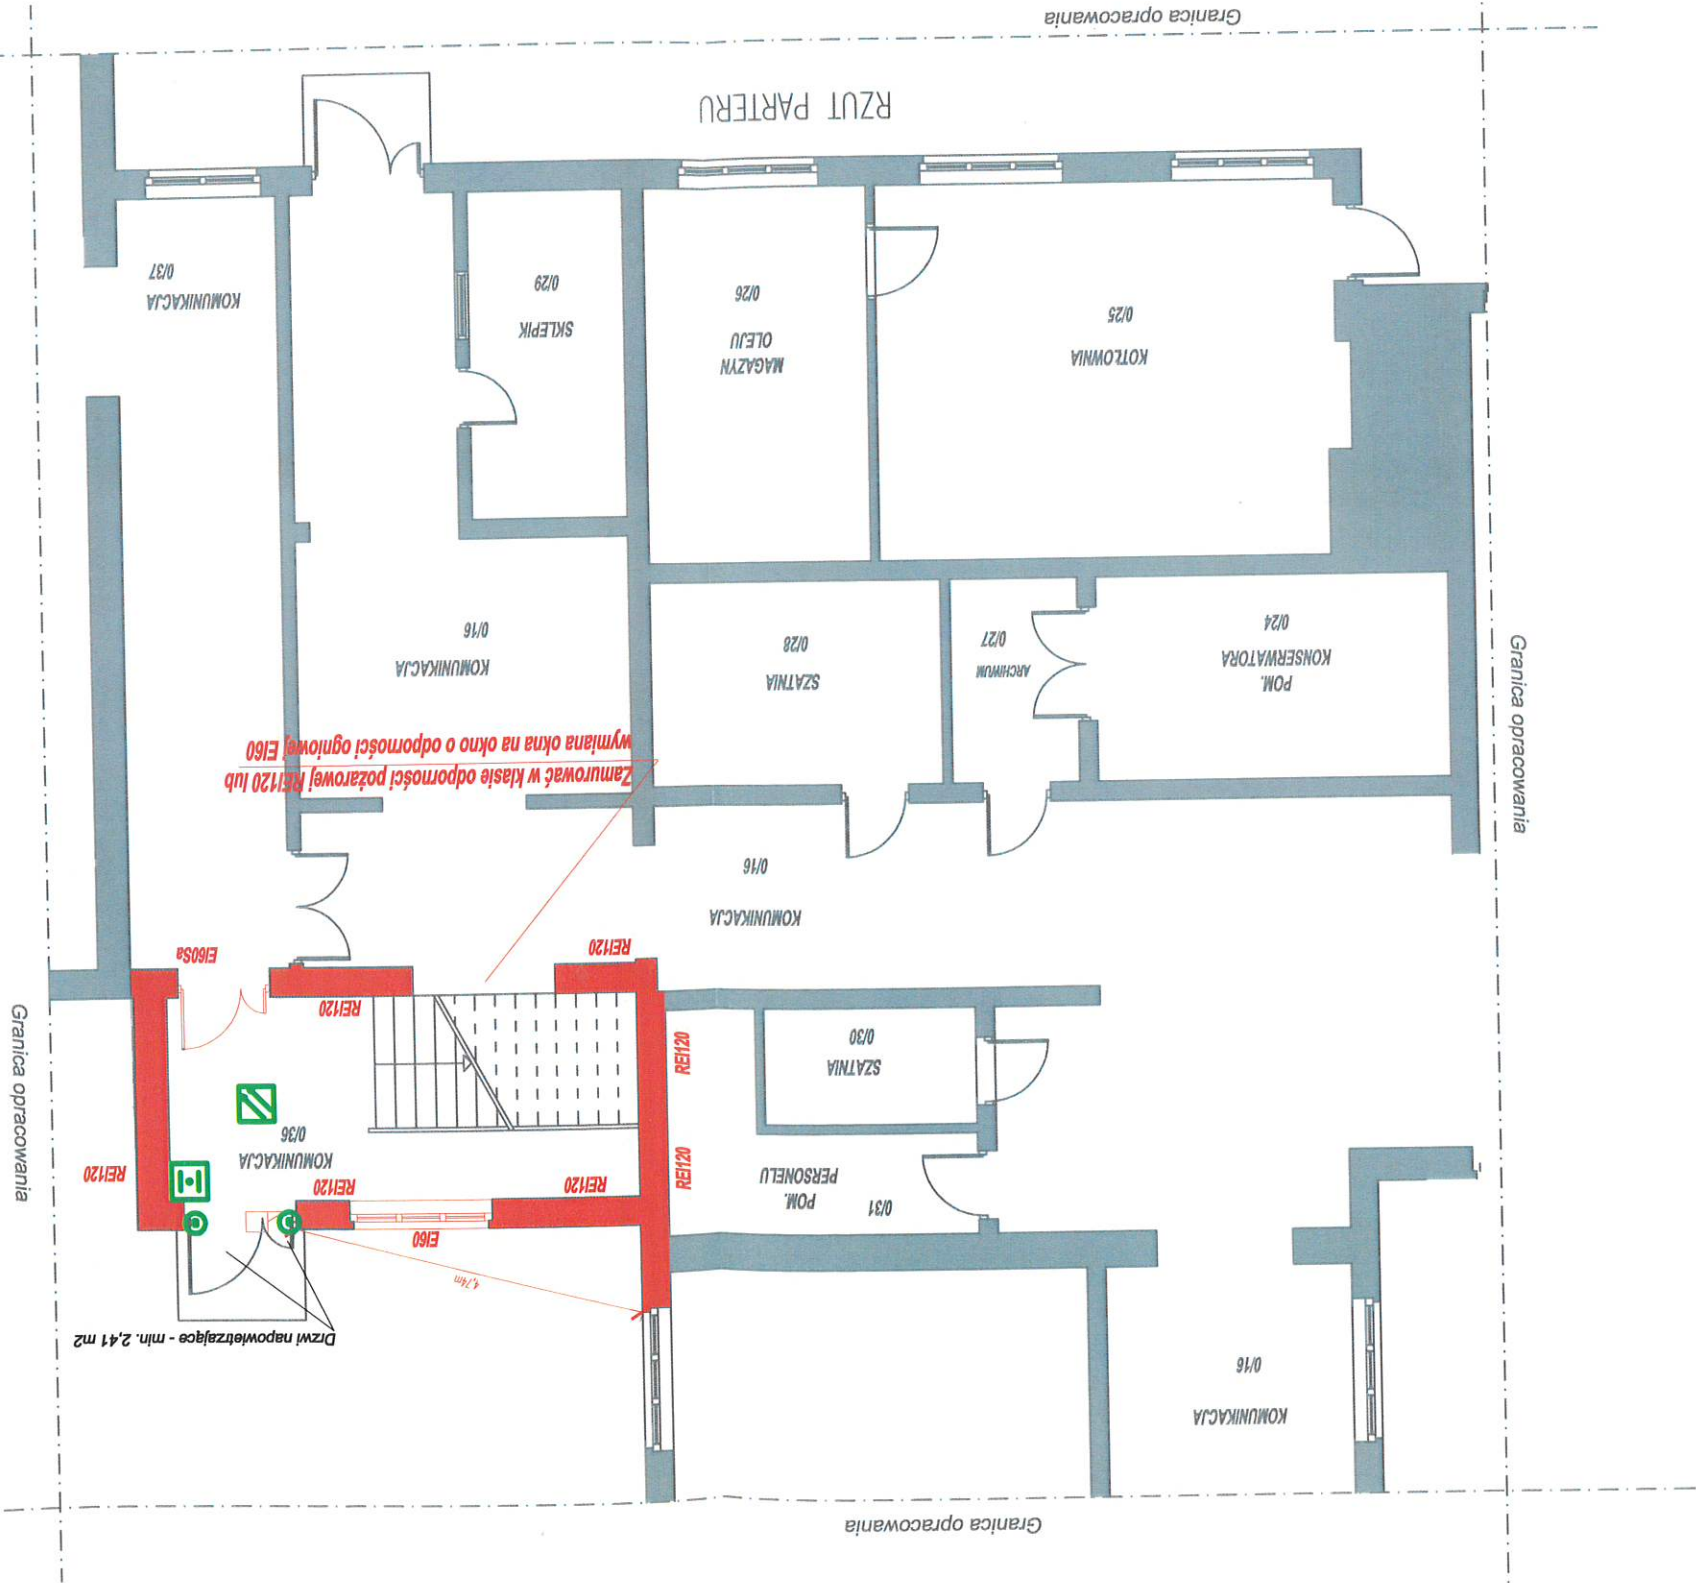 Granica opracowania
KOMUNIKACJA
0/16
Drzwi napowietrzające - min. 2,41 m2
4,74m
EI60
0/31
POM.
PERSONELU
REI120
REI120
REI120
REI120
KOMUNIKACJA
0/36
SZATNIA
0/30
REI120
REI120
REI120
EI60Sa
Granica opracowania
KOMUNIKACJA
0/16
Zamurować w klasie odporności pożarowej REI120 lub
wymiana okna na okno o odporności ogniowej EI60
Granica opracowania
POM.
KONSERWATORA
0/24
ARCHIWUM
0/27
SZATNIA
0/28
KOMUNIKACJA
0/16
KOTŁOWNIA
0/25
MAGAZYN
OLEJU
0/26
SKLEPIK
0/29
KOMUNIKACJA
0/37
RZUT PARTERU
Granica opracowania